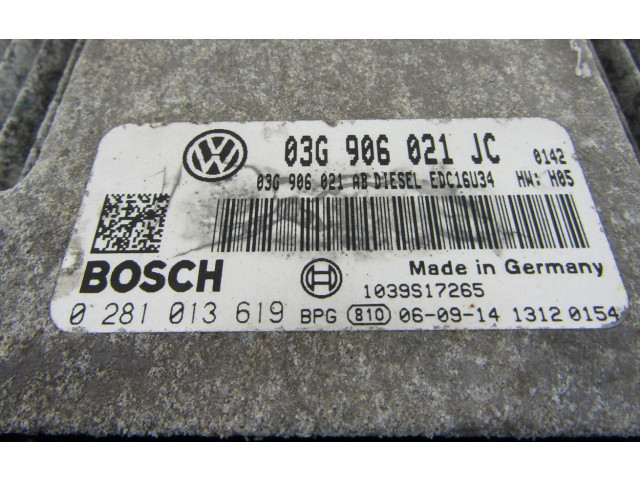 03G 906 021 JC 0142
03G 906 021 AB DIESEL EDC16U34 HW: H05
BOSCH
Made in Germany
1039S17265
0 281 013 619 BPG 810 06-09-14 1312 0154